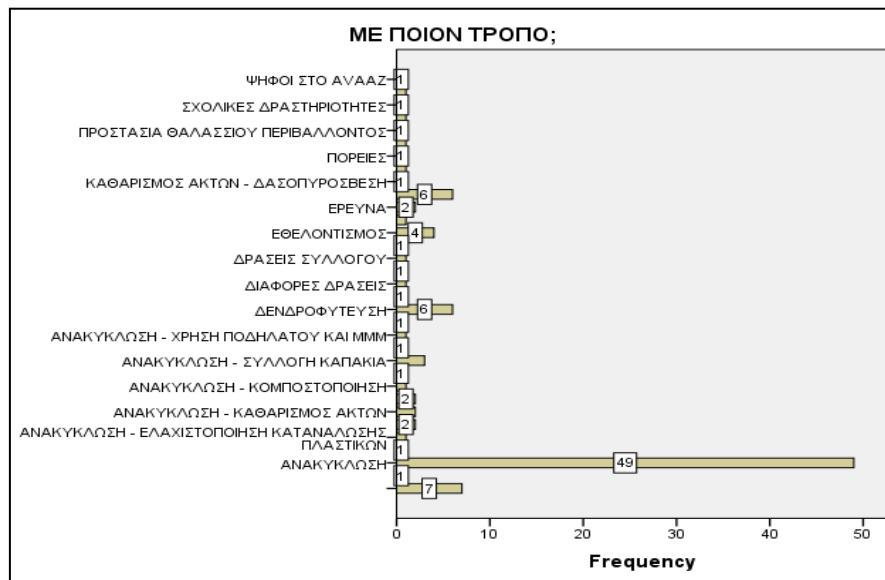 ΜΕ ΠΟΙΟΝ ΤΡΟΠΟ;
ΨΗΦΟΙ ΣΤΟ AVAAZ
1
ΣΧΟΛΙΚΕΣ ΔΡΑΣΤΗΡΙΟΤΗΤΕΣ
1
ΠΡΟΣΤΑΣΙΑ ΘΑΛΑΣΣΙΟΥ ΠΕΡΙΒΑΛΛΟΝΤΟΣ
1
ΠΟΡΕΙΕΣ
1
ΚΑΘΑΡΙΣΜΟΣ ΑΚΤΩΝ - ΔΑΣΟΠΥΡΟΣΒΕΣΗ
1
6
ΕΡΕΥΝΑ
2
ΕΘΕΛΟΝΤΙΣΜΟΣ
4
1
ΔΡΑΣΕΙΣ ΣΥΛΛΟΓΟΥ
1
ΔΙΑΦΟΡΕΣ ΔΡΑΣΕΙΣ
1
ΔΕΝΔΡΟΦΥΤΕΥΣΗ
6
1
ΑΝΑΚΥΚΛΩΣΗ - ΧΡΗΣΗ ΠΟΔΗΛΑΤΟΥ ΚΑΙ ΜΜΜ
1
ΑΝΑΚΥΚΛΩΣΗ - ΣΥΛΛΟΓΗ ΚΑΠΑΚΙΑ
1
ΑΝΑΚΥΚΛΩΣΗ - ΚΟΜΠΟΣΤΟΠΟΙΗΣΗ
2
ΑΝΑΚΥΚΛΩΣΗ - ΚΑΘΑΡΙΣΜΟΣ ΑΚΤΩΝ
2
ΑΝΑΚΥΚΛΩΣΗ - ΕΛΑΧΙΣΤΟΠΟΙΗΣΗ ΚΑΤΑΝΑΛΩΣΗΣ
ΠΛΑΣΤΙΚΩΝ
1
ΑΝΑΚΥΚΛΩΣΗ
49
1
7
0 10 20 30 40 50
Frequency